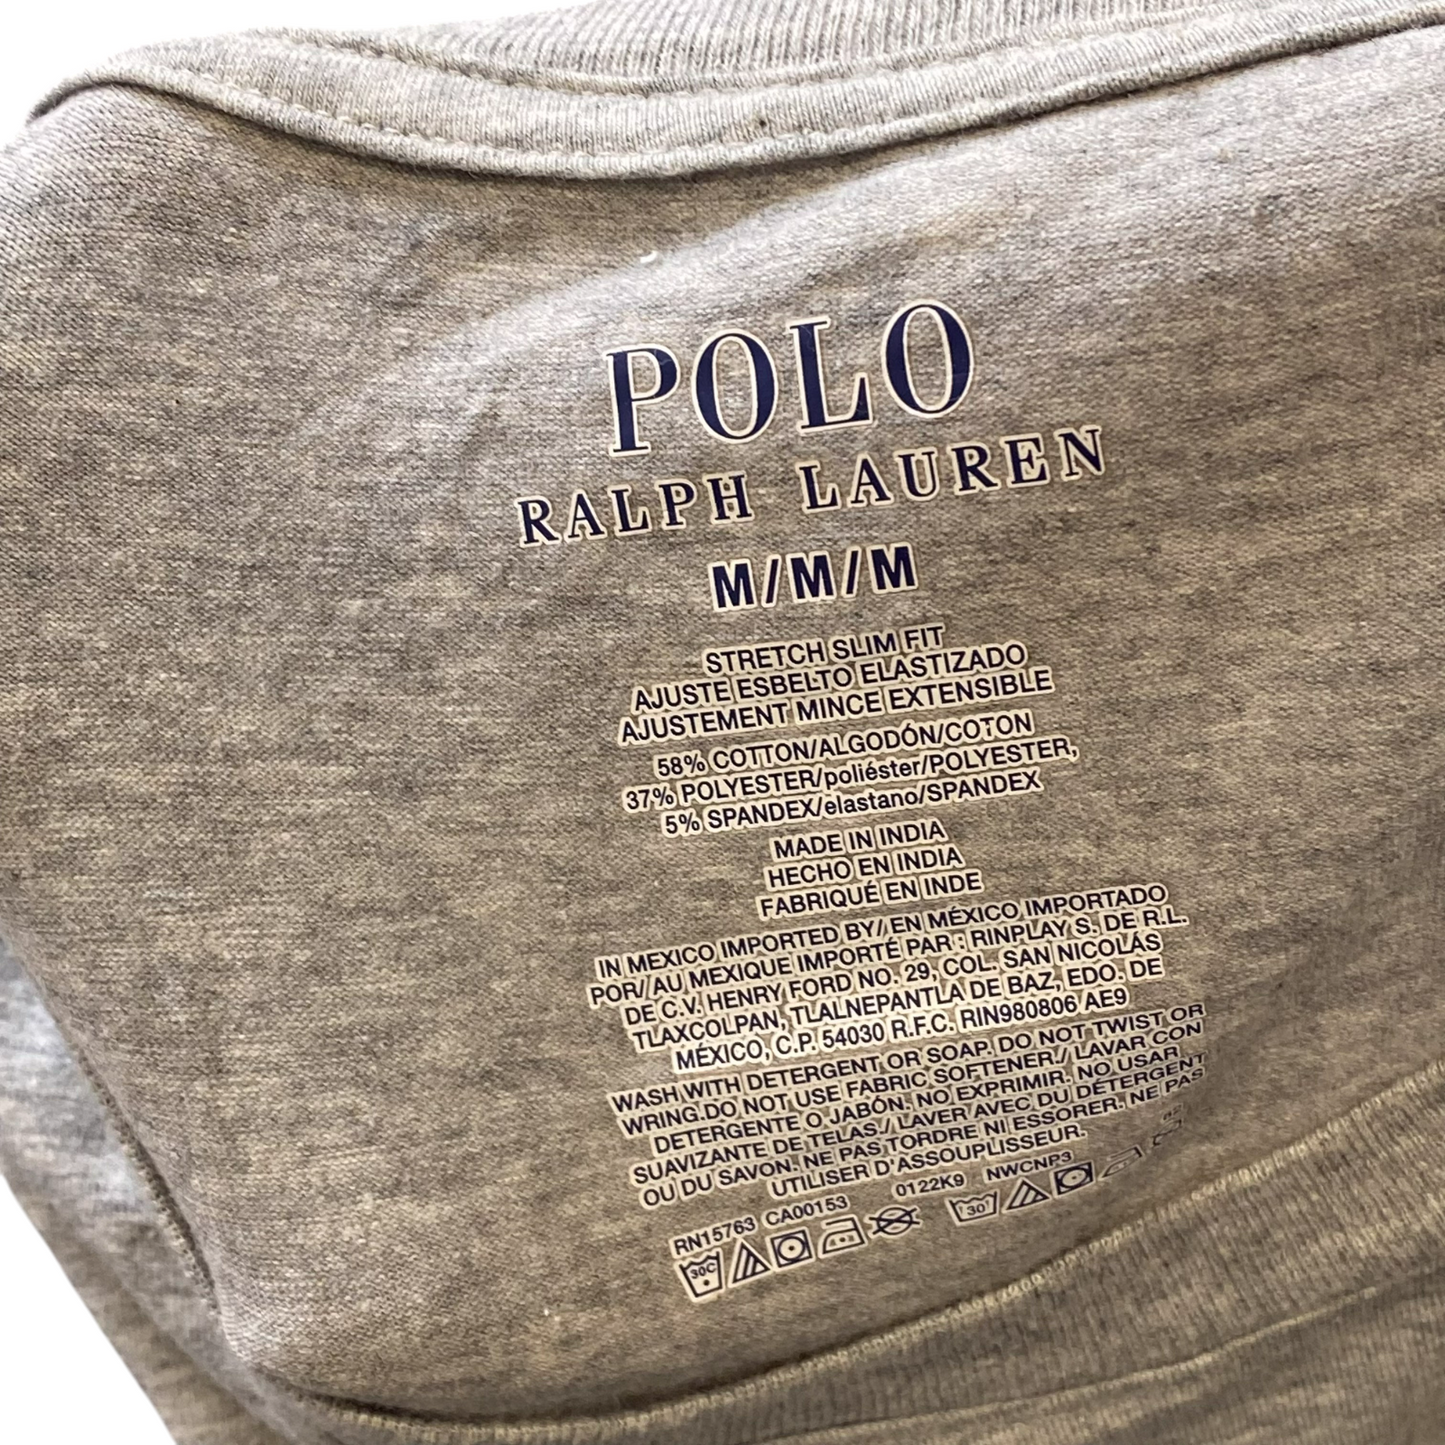 POLO
RALPH LAUREN
M/M/M
STRETCH SLIM FIT
AJUSTE ESBELTO ELASTIZADO
AJUSTEMENT MINCE EXTENSIBLE
58% COTTON/ALGODÓN/COTON
37% POLYESTER/poliéster/POLYESTER,
5% SPANDEX/elastano/SPANDEX
MADE IN INDIA
HECHO EN INDIA
FABRIQUÉ EN INDE
IN MEXICO IMPORTED BY// EN MÉXICO IMPORTADO
POR//AU MEXIQUE IMPORTÉ PAR : RINPLAY S. DE R.L.
DE C.V. HENRY FORD NO. 29, COL. SAN NICOLÁS
TLAXCOLPAN, TLALNEPANTLA DE BAZ, EDO. DE
MÉXICO, C.P. 54030 R.F.C. RIN980806 AE9
WASH WITH DETERGENT OR SOAP. DO NOT TWIST OR
WRING.DO NOT USE FABRIC SOFTENER./ LAVAR CON
DETERGENTE O JABÓN. NO EXPRIMIR. NO USAR
SUAVIZANTE DE TELAS./ LAVER AVEC DU DÉTERGENT
OU DU SAVON. NE PAS TORDRE NI ESSORER. NE PAS
UTILISER D'ASSOUPLISSEUR.
RN15763 CA00153 0122K9 NWCNP3
30C 30